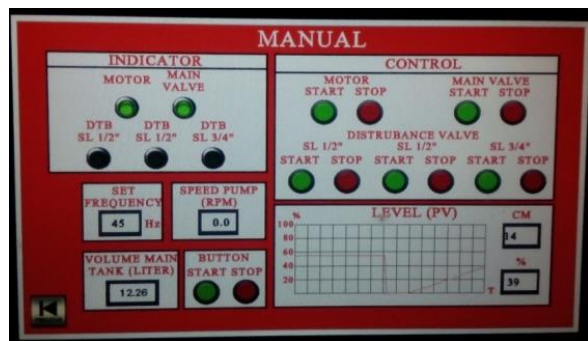 MANUAL
INDICATOR
MOTOR
MAIN VALVE
DTB SL 1/2"
DTB SL 1/2"
DTB SL 3/4"
CONTROL
MOTOR
START STOP
MAIN VALVE
START STOP
DISTRUBANCE VALVE
SL 1/2" SL 1/2" SL 3/4"
START STOP START STOP START STOP
SET FREQUENCY
45 Hz
SPEED PUMP (RPM)
0.0
VOLUME MAIN TANK (LITER)
12.26
BUTTON
START STOP
LEVEL (PV)
%
100
80
60
40
20
T
CM
14
%
39